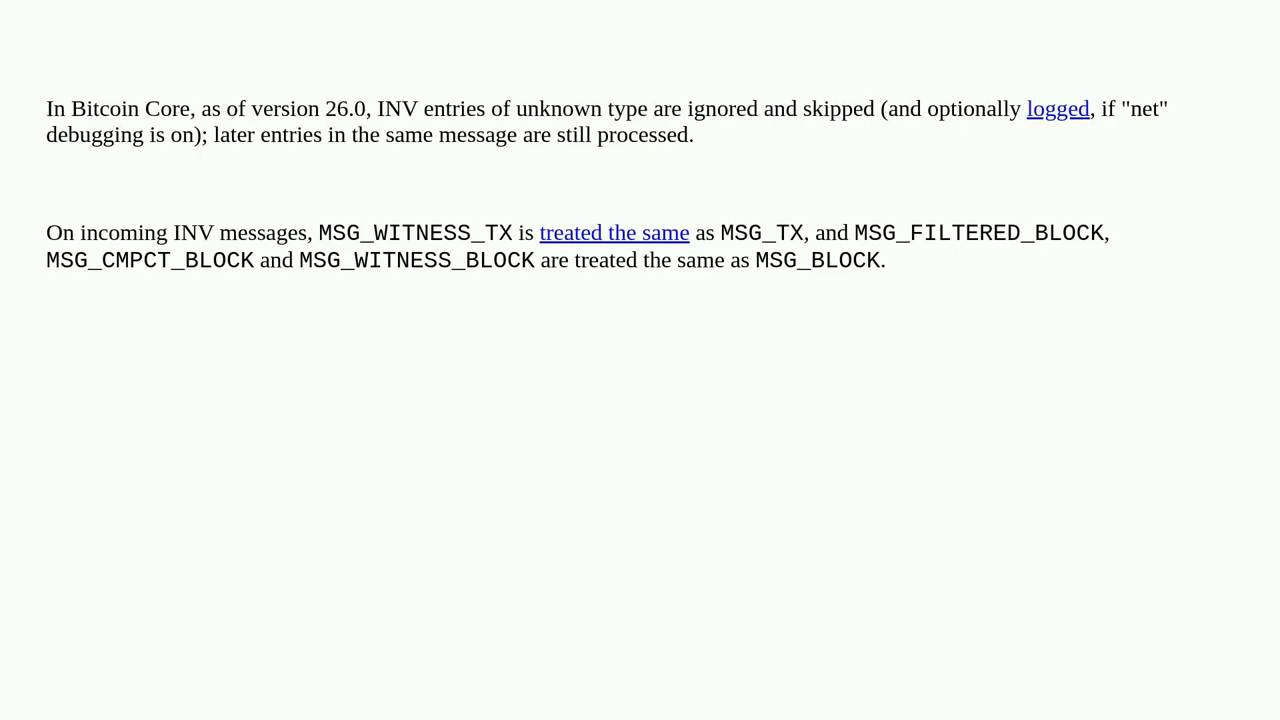 In Bitcoin Core, as of version 26.0, INV entries of unknown type are ignored and skipped (and optionally logged, if "net"
debugging is on); later entries in the same message are still processed.
On incoming INV messages, MSG_WITNESS_TX is treated the same as MSG_TX, and MSG_FILTERED_BLOCK,
MSG_CMPCT_BLOCK and MSG_WITNESS_BLOCK are treated the same as MSG_BLOCK.